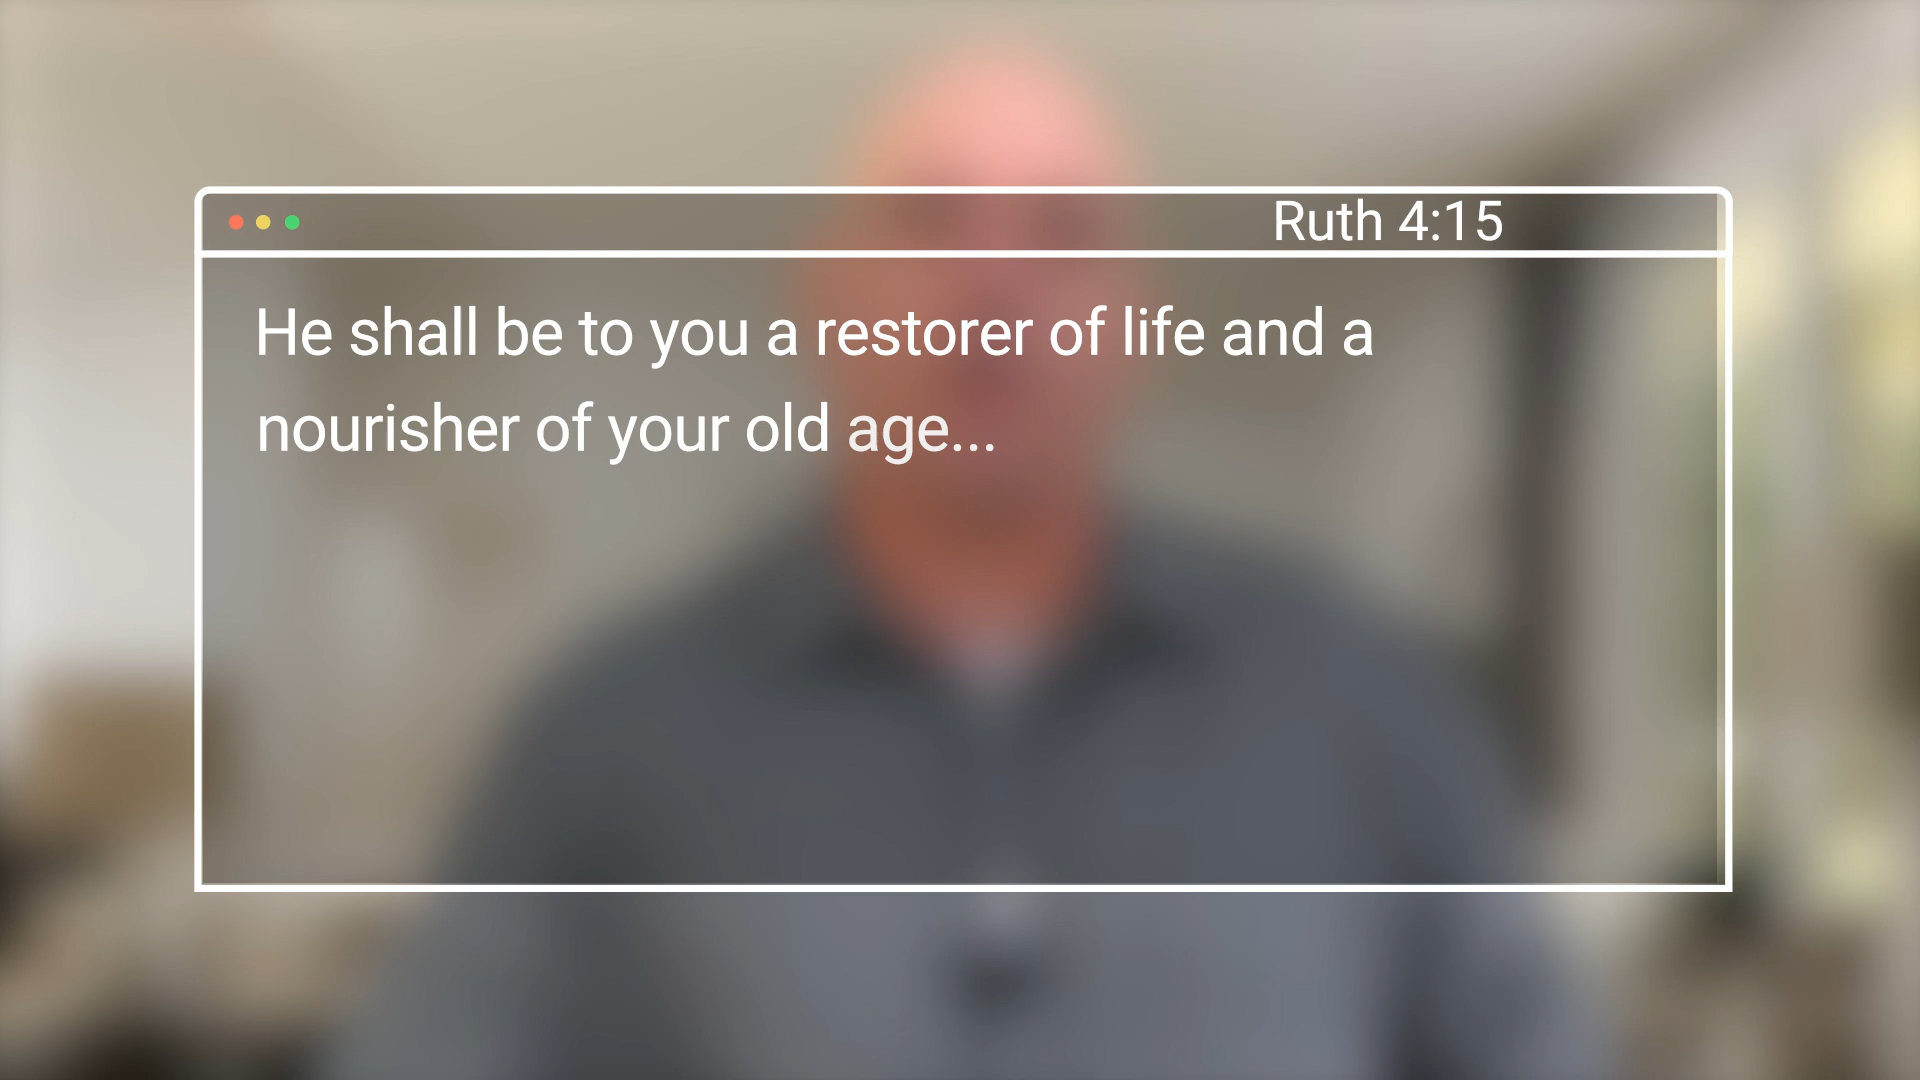 Ruth 4:15
He shall be to you a restorer of life and a
nourisher of your old age...